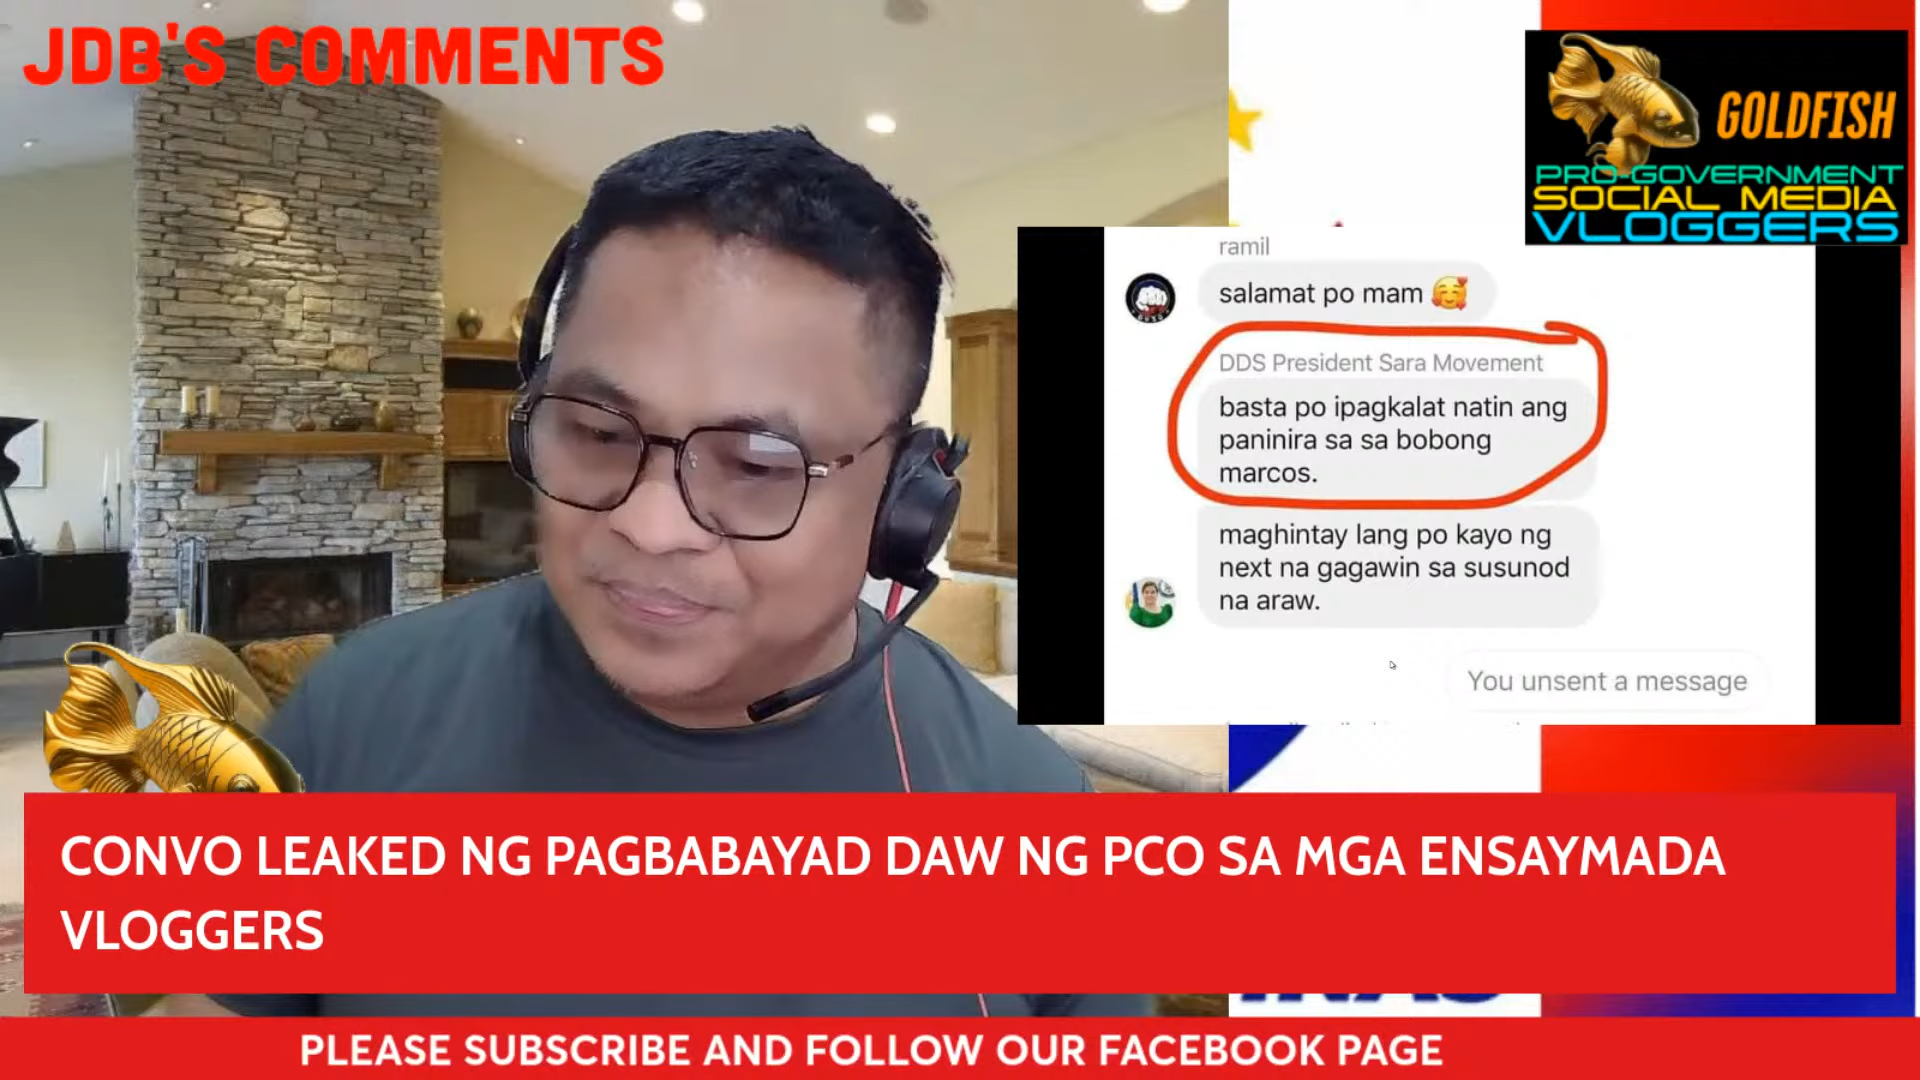 JDB'S COMMENTS
GOLDFISH
PRO-GOVERNMENT
SOCIAL MEDIA
VLOGGERS
ramil
salamat po mam 🥰
DDS President Sara Movement
basta po ipagkalat natin ang
paninira sa sa bobong
marcos.
maghintay lang po kayo ng
next na gagawin sa susunod
na araw.
You unsent a message
CONVO LEAKED NG PAGBABAYAD DAW NG PCO SA MGA ENSAYMADA
VLOGGERS
PLEASE SUBSCRIBE AND FOLLOW OUR FACEBOOK PAGE